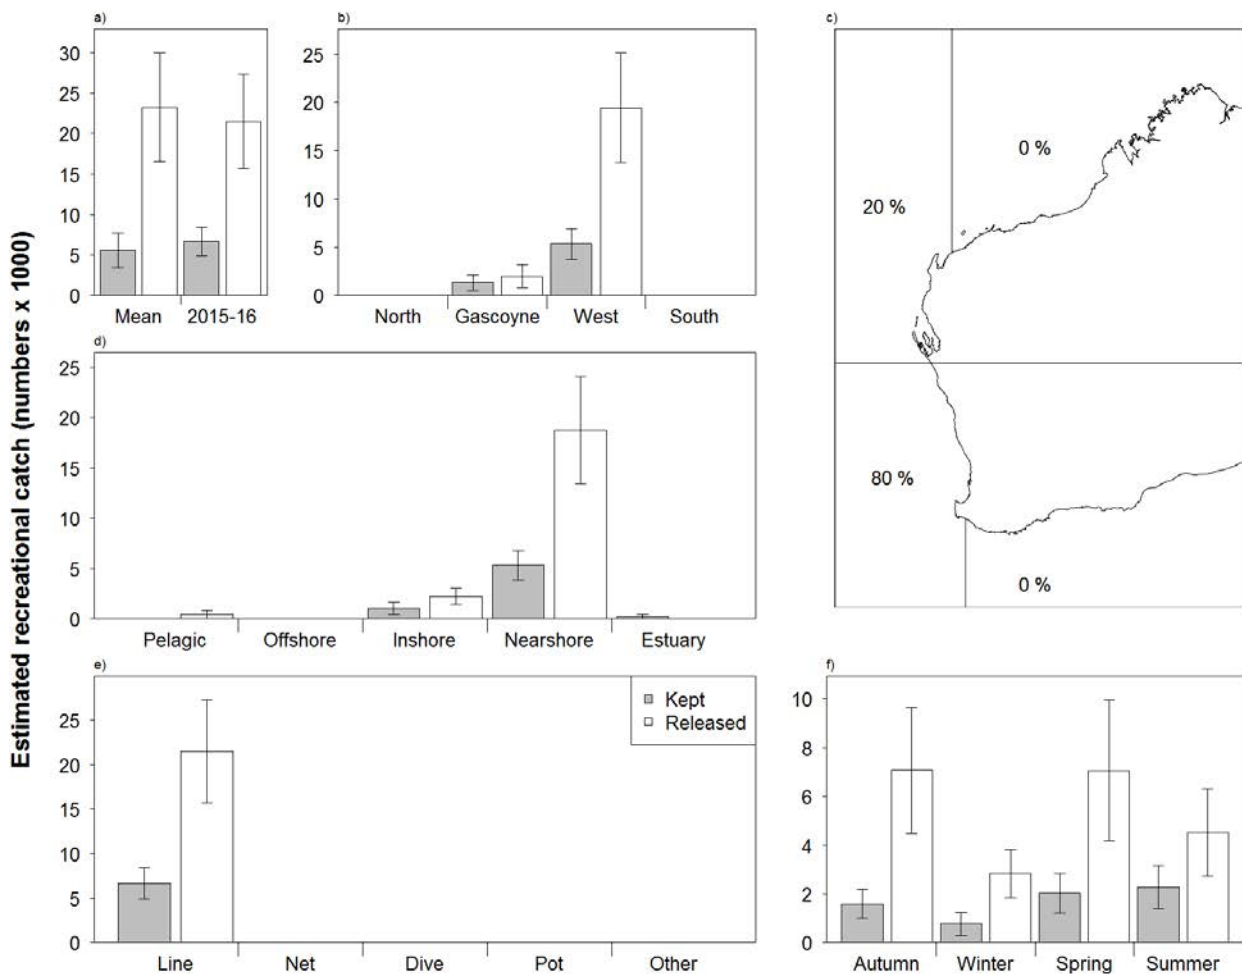 Estimated recreational catch (numbers x 1000)
a)
30
25
20
15
10
5
0
Mean 2015-16
b)
25
20
15
10
5
0
North Gascoyne West South
c)
0 %
20 %
80 %
0 %
d)
25
20
15
10
5
0
Pelagic Offshore Inshore Nearshore Estuary
e)
25
20
15
10
5
0
Kept
Released
Line Net Dive Pot Other
f)
10
8
6
4
2
0
Autumn Winter Spring Summer